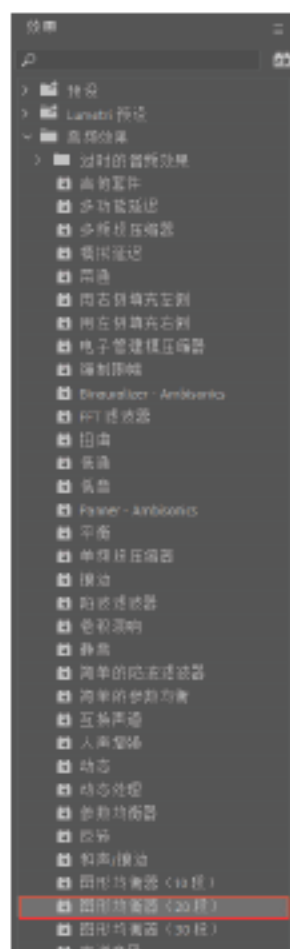 效果
预设
Lumetri 预设
音频效果
过时的音频效果
吉他套件
多功能延迟
多频段压缩器
模拟延迟
带通
用右侧填充左侧
用左侧填充右侧
电子管建模压缩器
强制限幅
Binauralizer - Ambisonics
FFT 滤波器
扭曲
低通
低音
Panner - Ambisonics
平衡
单频段压缩器
镶边
陷波滤波器
卷积混响
静音
简单的陷波滤波器
简单的参数均衡
互换声道
人声增强
动态
动态处理
参数均衡器
反转
和声/镶边
图形均衡器（10 段）
图形均衡器（20 段）
图形均衡器（30 段）